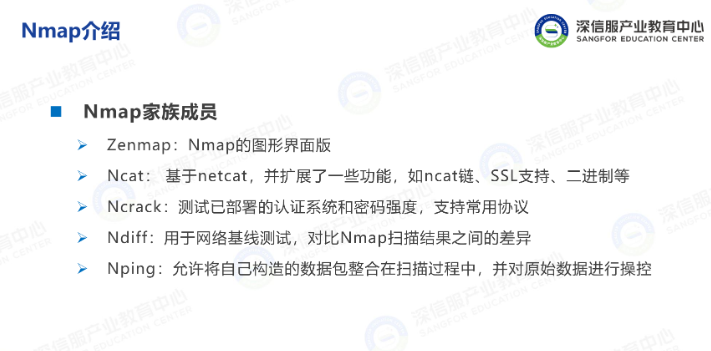 Nmap介绍
深信服产业教育中心
SANGFOR EDUCATION CENTER
Nmap家族成员
Zenmap：Nmap的图形界面版
Ncat： 基于netcat，并扩展了一些功能，如ncat链、SSL支持、二进制等
Ncrack：测试已部署的认证系统和密码强度，支持常用协议
Ndiff：用于网络基线测试，对比Nmap扫描结果之间的差异
Nping：允许将自己构造的数据包整合在扫描过程中，并对原始数据进行操控